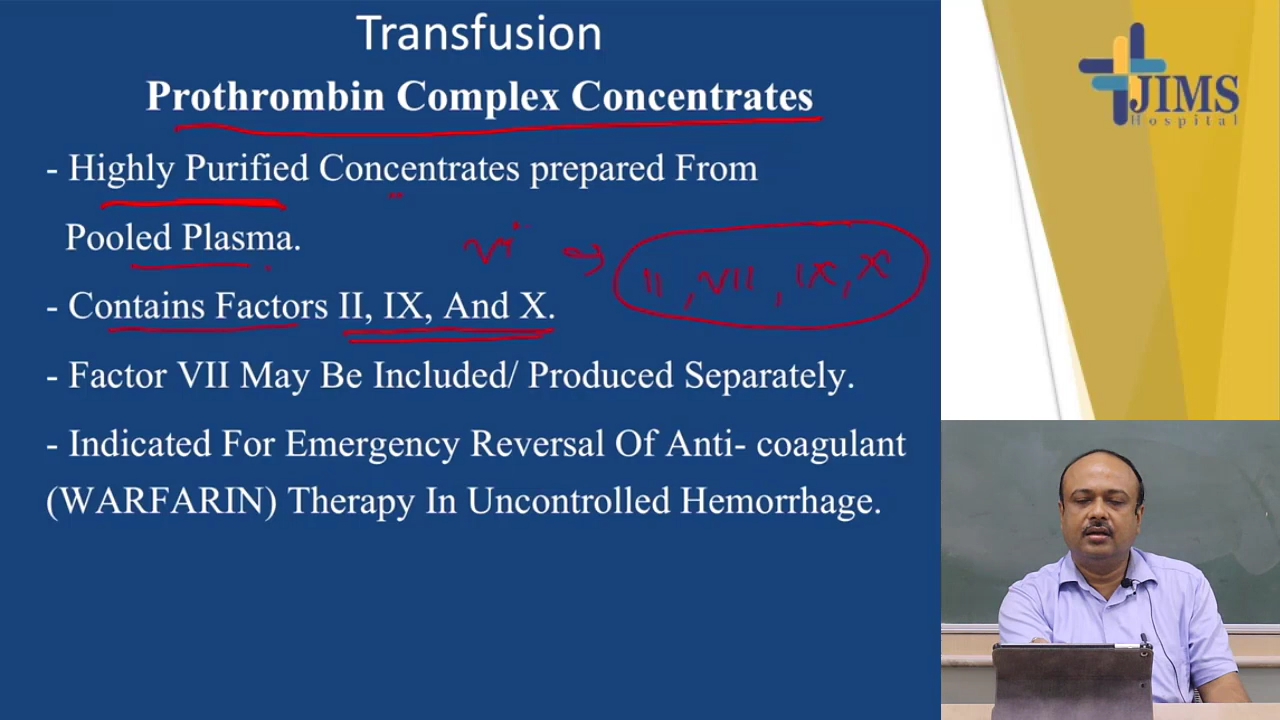 Transfusion
Prothrombin Complex Concentrates
- Highly Purified Concentrates prepared From
Pooled Plasma.
- Contains Factors II, IX, And X.
II, VII, IX, X
- Factor VII May Be Included/ Produced Separately.
- Indicated For Emergency Reversal Of Anti- coagulant
(WARFARIN) Therapy In Uncontrolled Hemorrhage.
JIMS
Hospital